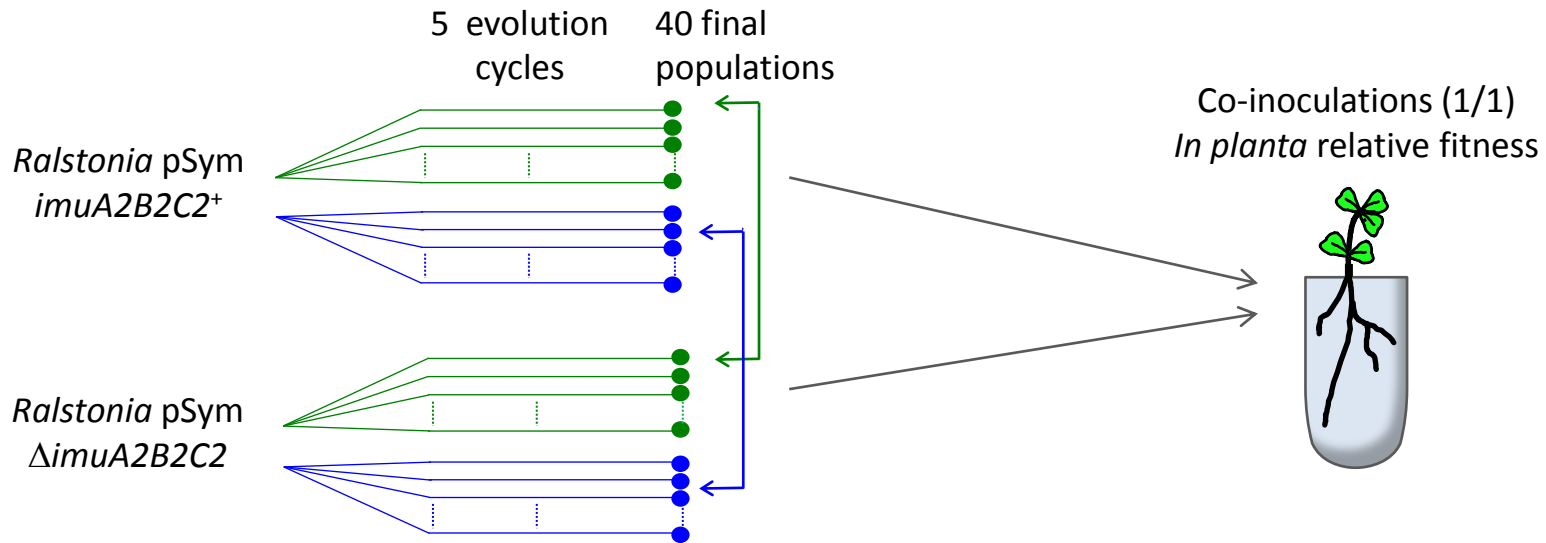 5 evolution
cycles
40 final
populations
Co-inoculations (1/1)
In planta relative fitness
Ralstonia pSym
imuA2B2C2⁺
Ralstonia pSym
ΔimuA2B2C2